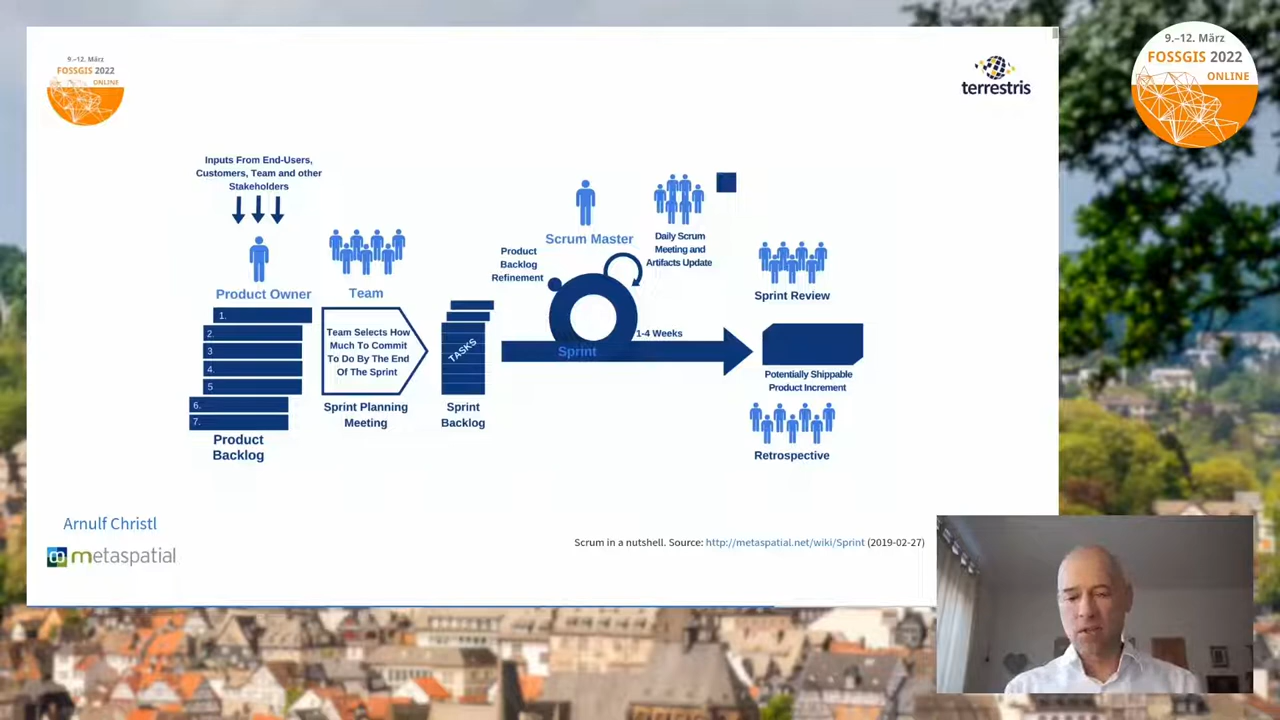 9.–12. März
FOSSGIS 2022
ONLINE
9.–12. März
FOSSGIS 2022
ONLINE
terrestris
Inputs From End-Users,
Customers, Team and other
Stakeholders
Product Owner
Team
1.
2.
3
4.
5
6.
7.
Product
Backlog
Team Selects How
Much To Commit
To Do By The End
Of The Sprint
Sprint Planning
Meeting
TASKS
Sprint
Backlog
Product
Backlog
Refinement
Scrum Master
Daily Scrum
Meeting and
Artifacts Update
Sprint
1-4 Weeks
Sprint Review
Potentially Shippable
Product Increment
Retrospective
Arnulf Christl
metaspatial
Scrum in a nutshell. Source: http://metaspatial.net/wiki/Sprint (2019-02-27)